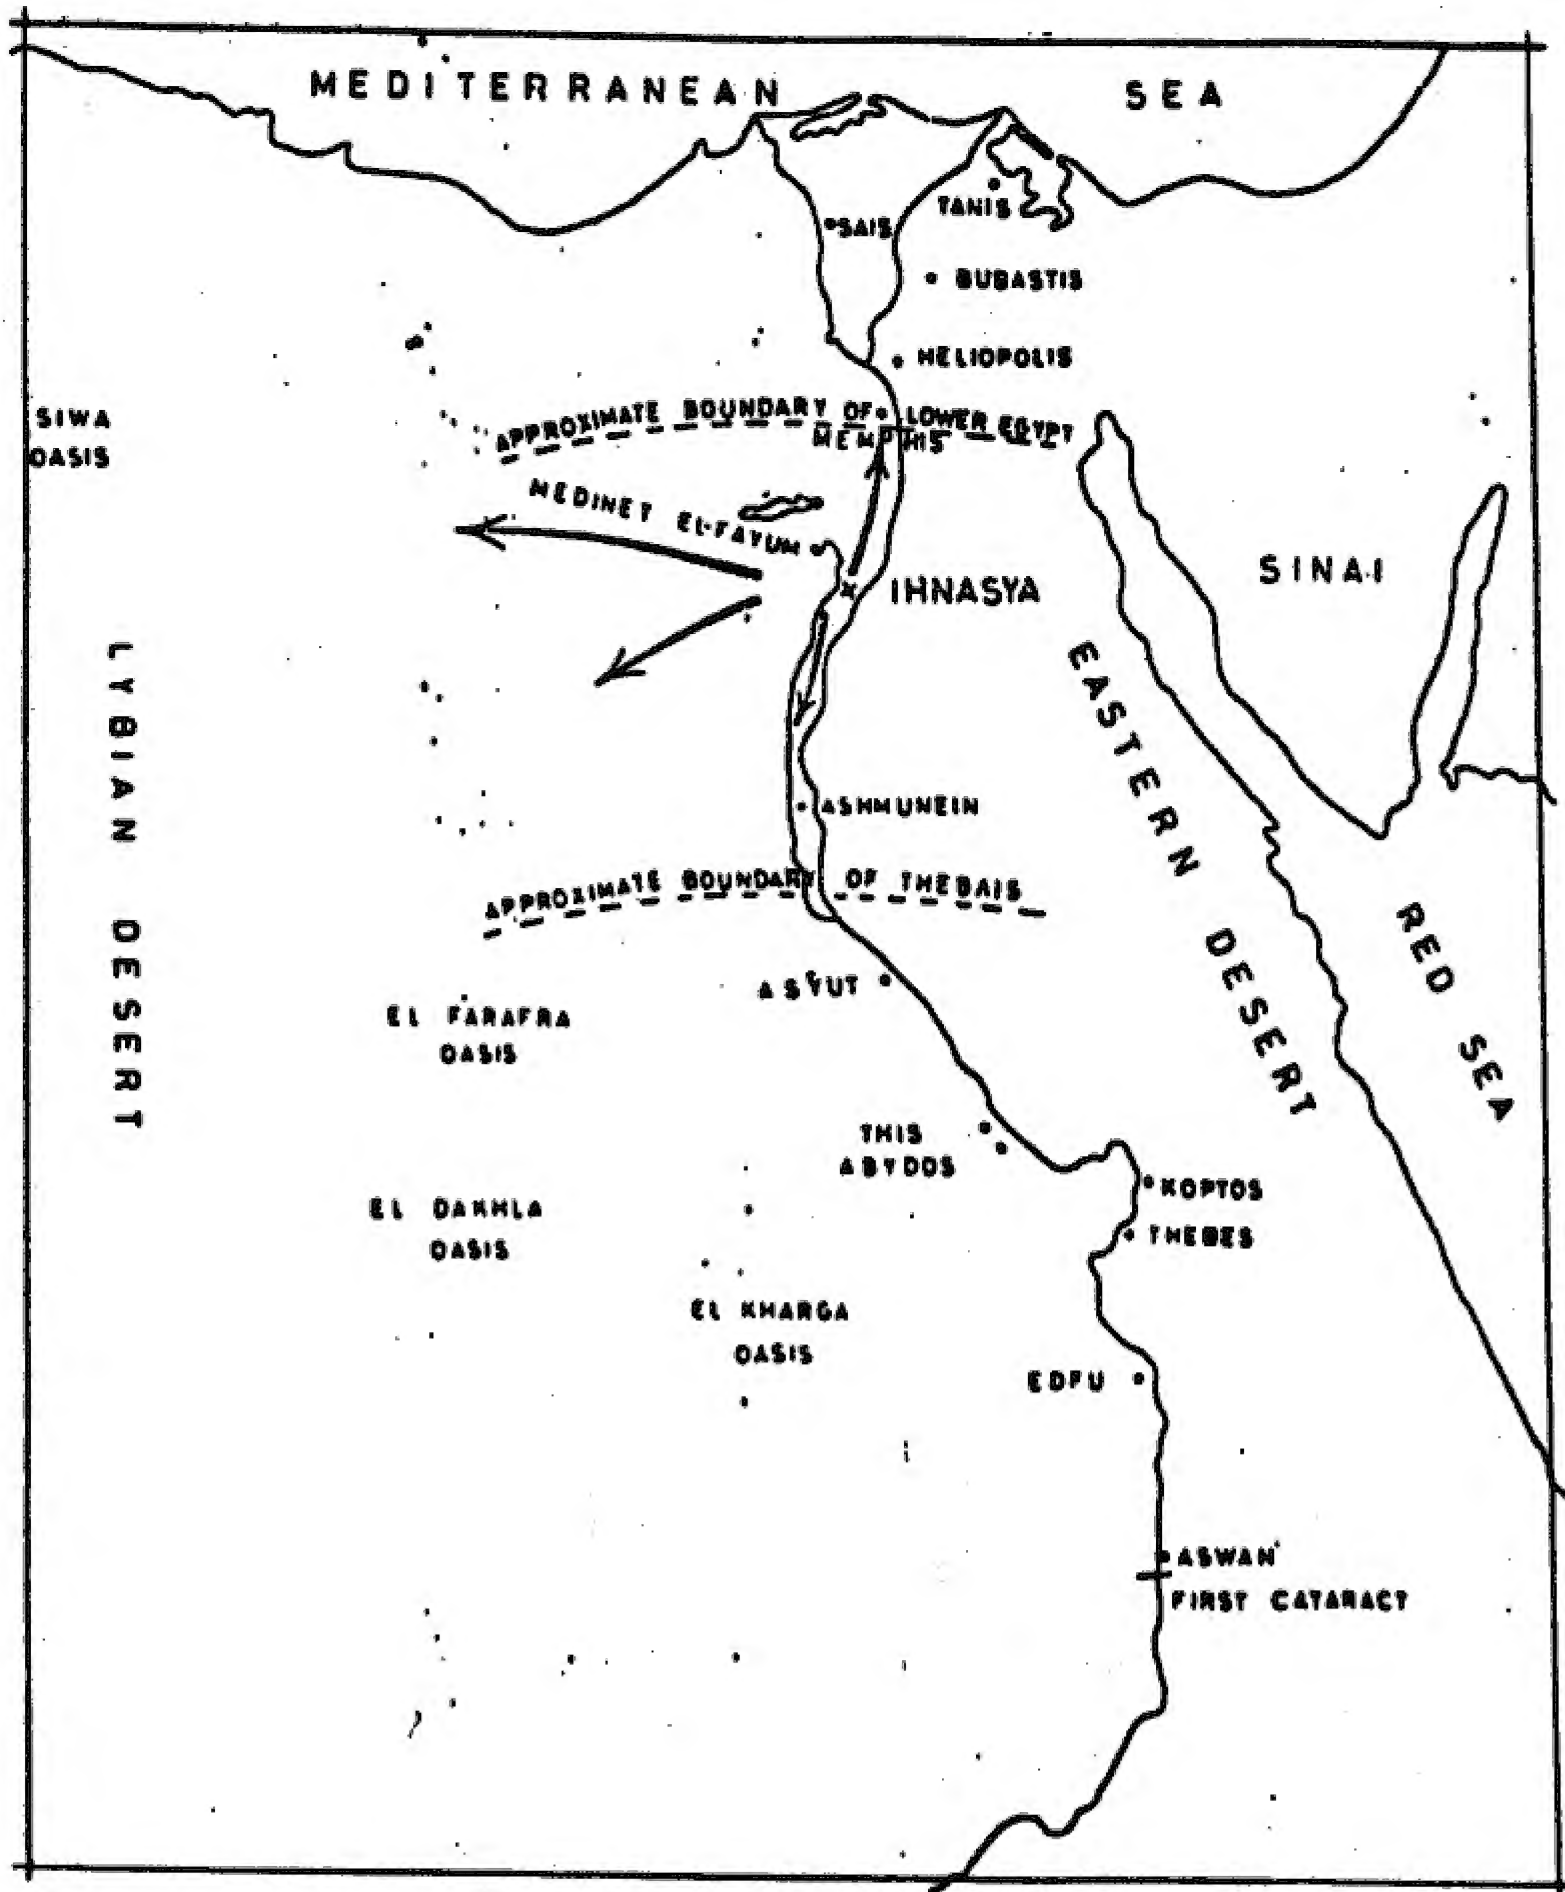 MEDITERRANEAN SEA
TANIS
SAIS
BUBASTIS
HELIOPOLIS
SIWA
OASIS
APPROXIMATE BOUNDARY OF LOWER EGYPT
MEMPHIS
MEDINET EL-FAYUM
IHNASYA
SINAI
LYBIAN DESERT
EASTERN DESERT
ASHMUNEIN
APPROXIMATE BOUNDARY OF THEBAIS
RED SEA
ASYUT
EL FARAFRA
OASIS
THIS
ABYDOS
KOPTOS
EL DAKHLA
OASIS
THEBES
EL KHARGA
OASIS
EDFU
ASWAN
FIRST CATARACT